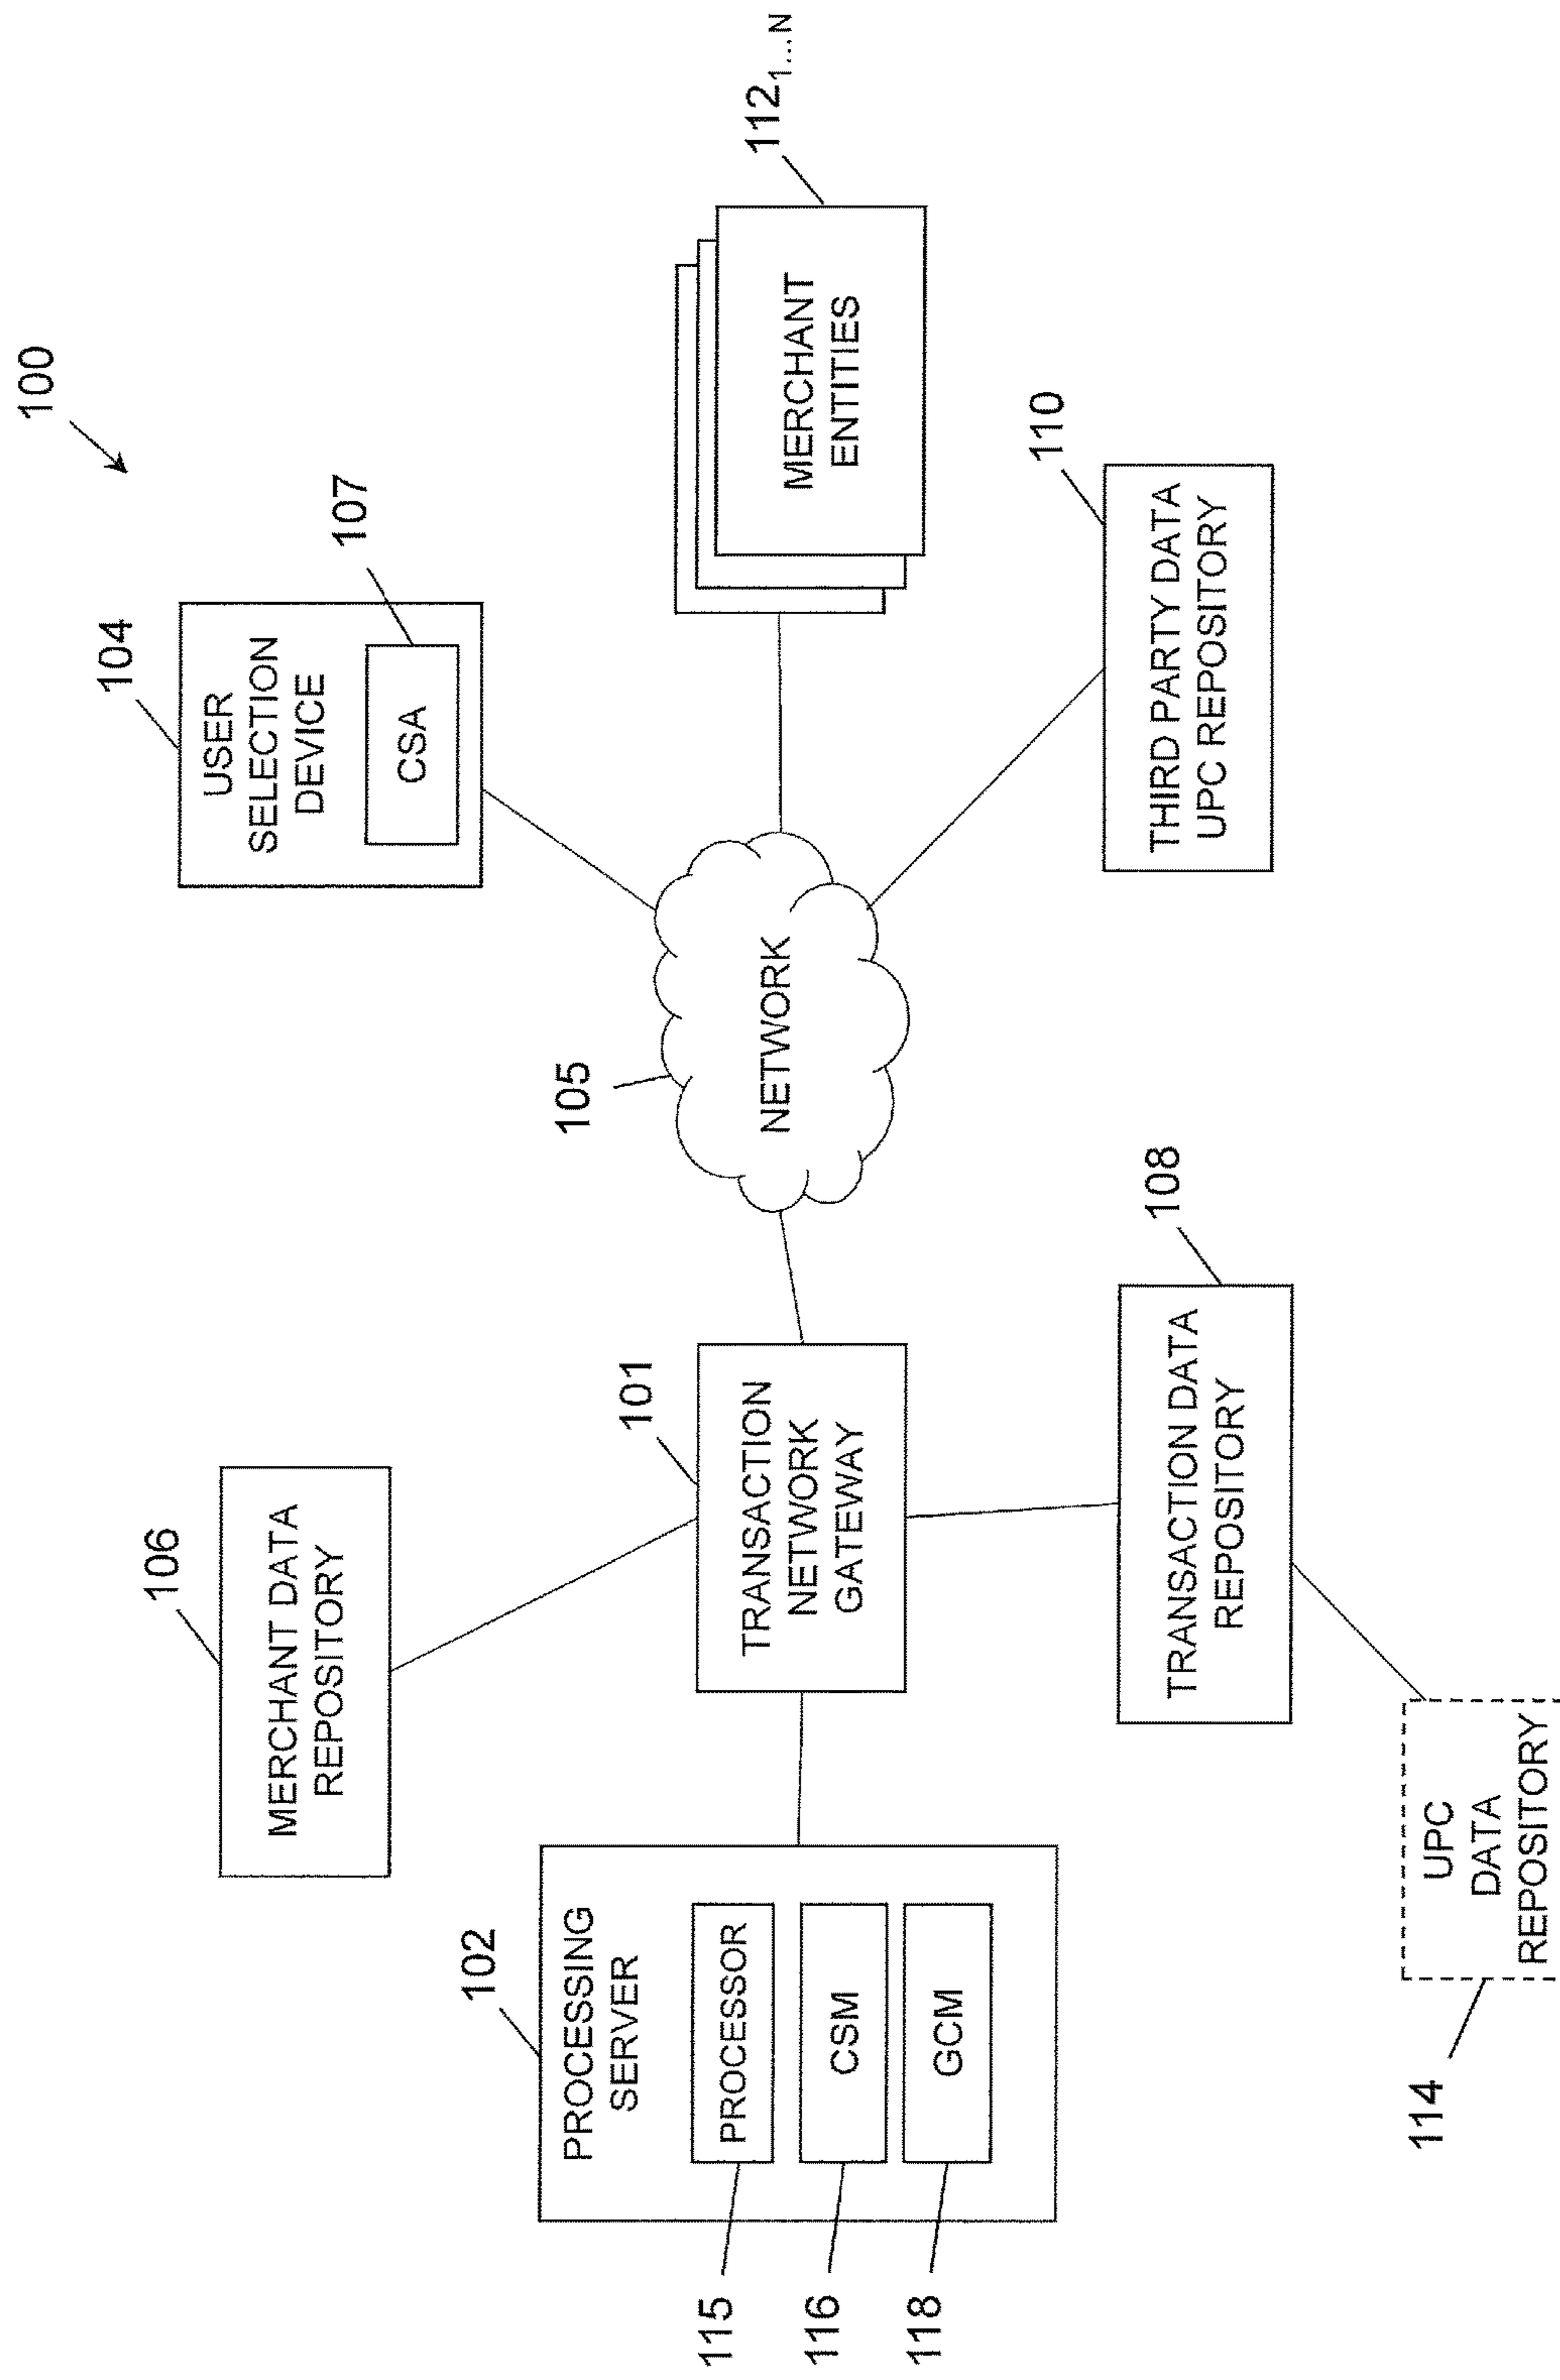 100
106
MERCHANT DATA
REPOSITORY
104
USER
SELECTION
DEVICE
107
CSA
102
PROCESSING
SERVER
115
PROCESSOR
116
CSM
118
GCM
101
TRANSACTION
NETWORK
GATEWAY
105
NETWORK
112 1...N
MERCHANT
ENTITIES
108
TRANSACTION DATA
REPOSITORY
110
THIRD PARTY DATA
UPC REPOSITORY
114
UPC
DATA
REPOSITORY